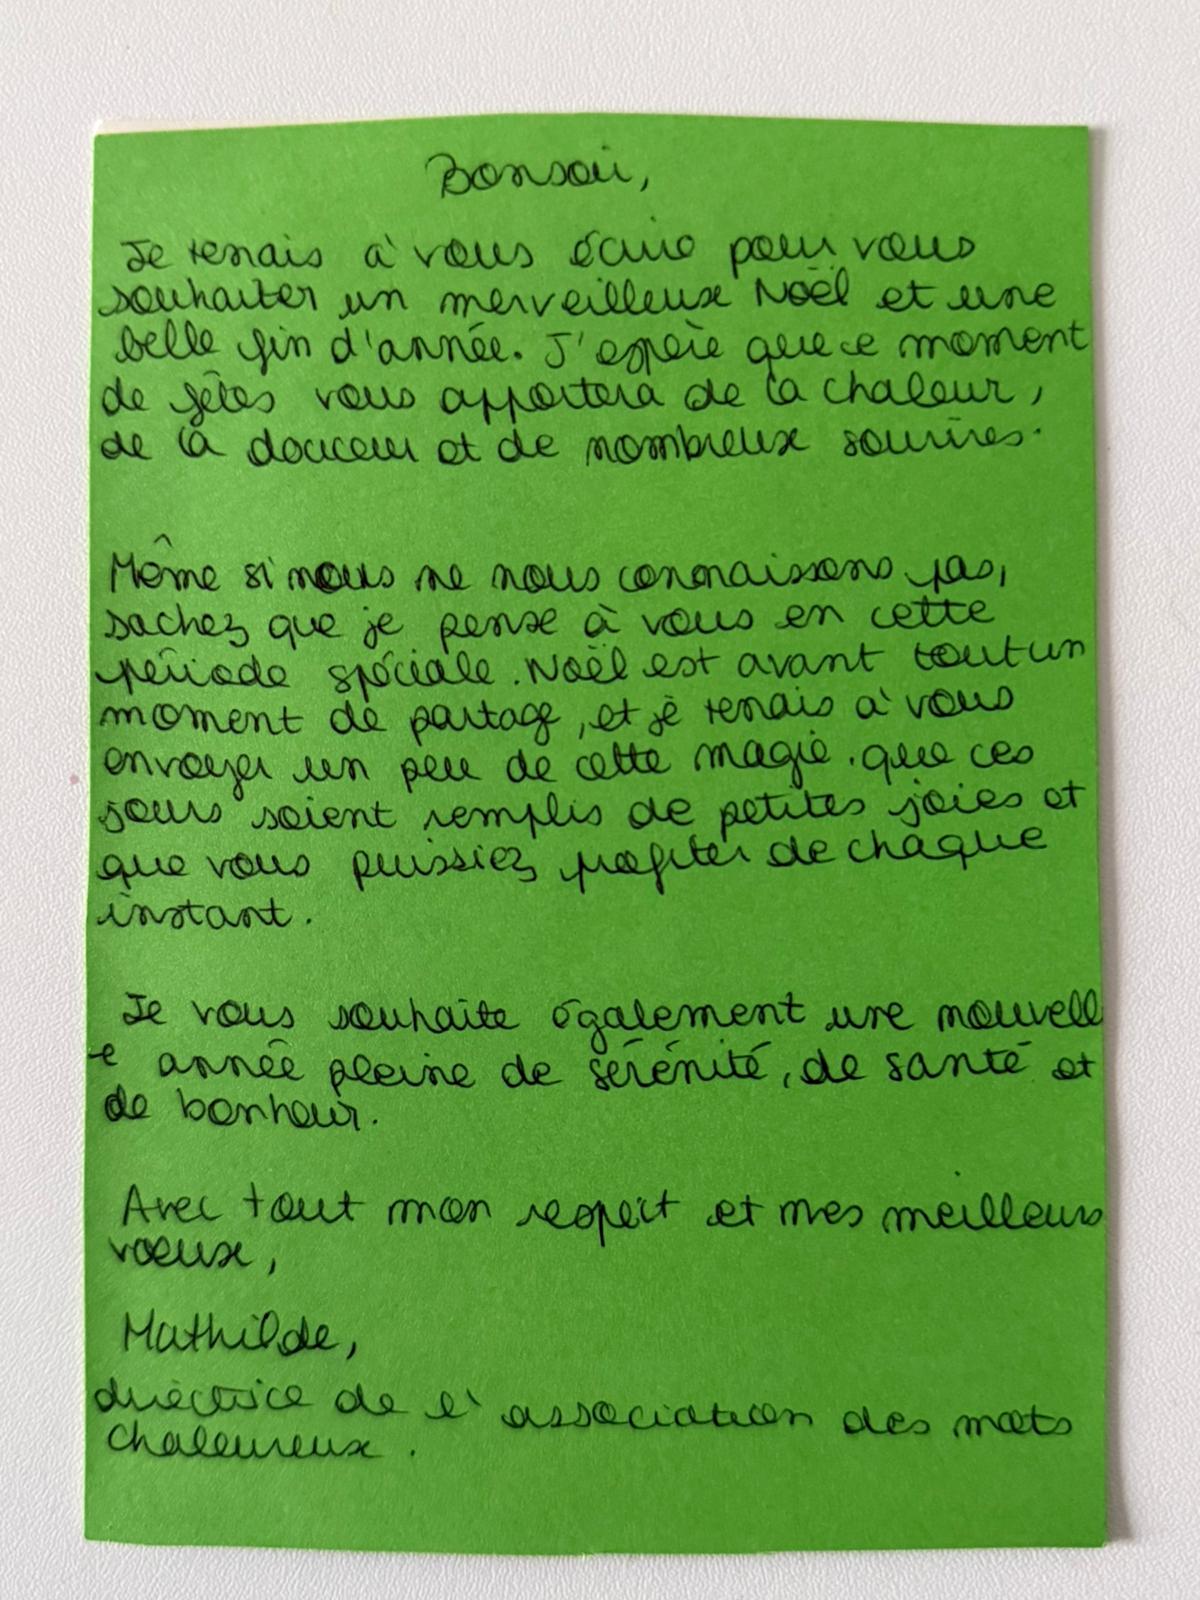 Bonsoir,
Je tenais à vous écrire pour vous
souhaiter un merveilleux Noël et une
belle fin d'année. J'espère que ce moment
de fêtes vous apportera de la chaleur,
de la douceur et de nombreux sourires.
Même si nous ne nous connaissons pas,
sachez que je pense à vous en cette
période spéciale. Noël est avant tout un
moment de partage, et je tenais à vous
envoyer un peu de cette magie. que ces
jours soient remplis de petites joies et
que vous puissiez profiter de chaque
instant.
Je vous souhaite également une nouvell
e année pleine de sérénité, de santé et
de bonheur.
Avec tout mon respect et mes meilleurs
vœux,
Mathilde,
directrice de l'association des mots
chaleureux.